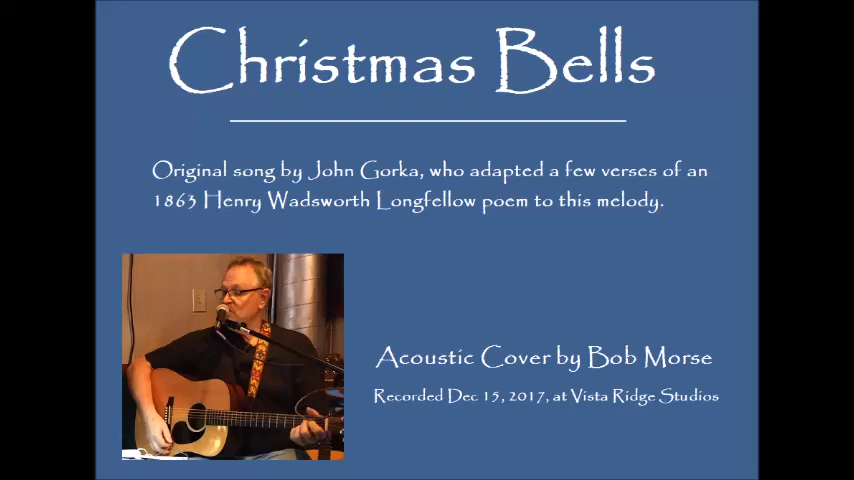 Christmas Bells
Original song by John Gorka, who adapted a few verses of an
1863 Henry Wadsworth Longfellow poem to this melody.
Acoustic Cover by Bob Morse
Recorded Dec 15, 2017, at Vista Ridge Studios